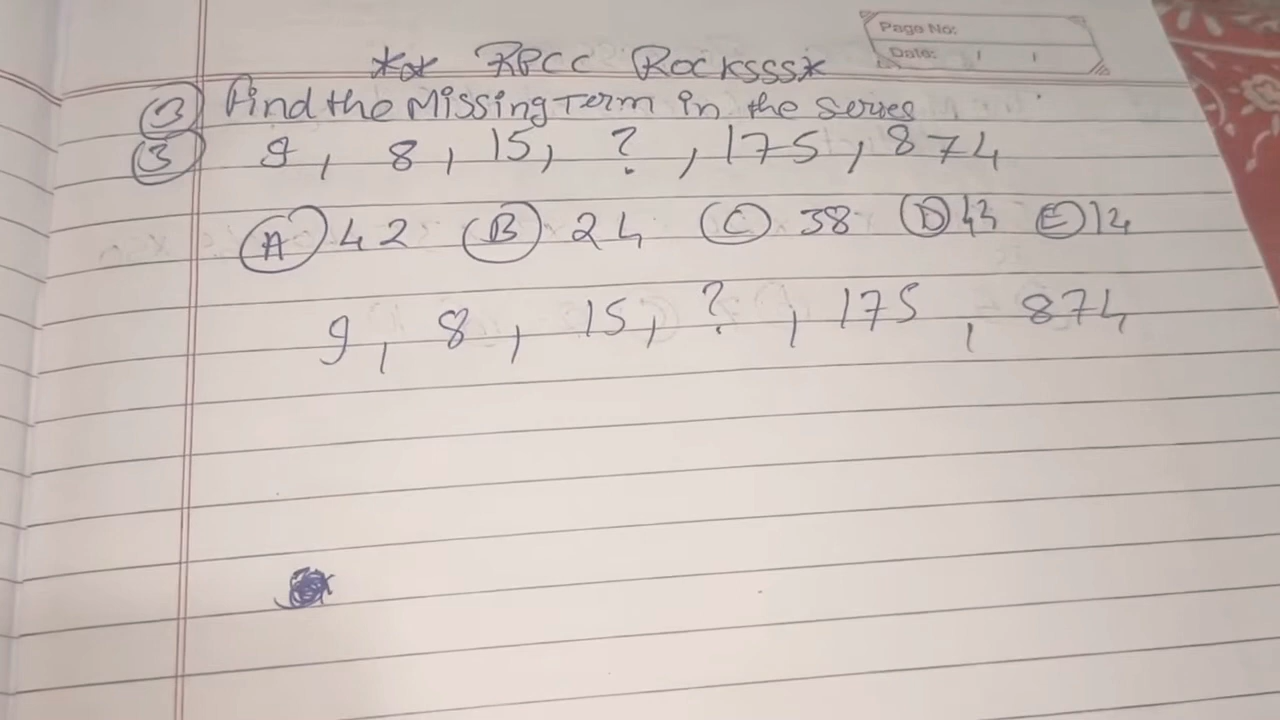 Page No:
Date:
*** RPCC Rocksss*
3 Find the Missing Term in the series
3 9, 8, 15, ?, 175, 874
A 42 B 24 C 38 D 43 E 14
9, 8, 15, ?, 175, 874